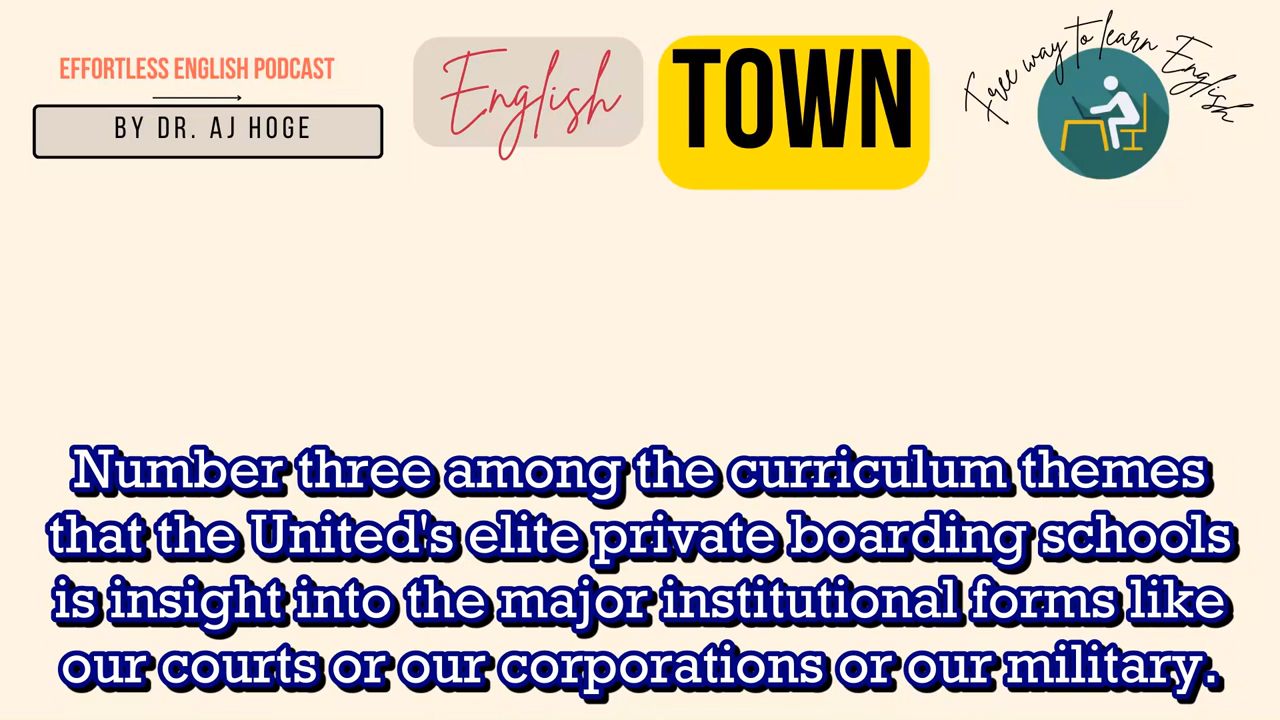 EFFORTLESS ENGLISH PODCAST
BY DR. AJ HOGE
English
TOWN
Free way to learn English
Number three among the curriculum themes
that the United's elite private boarding schools
is insight into the major institutional forms like
our courts or our corporations or our military.